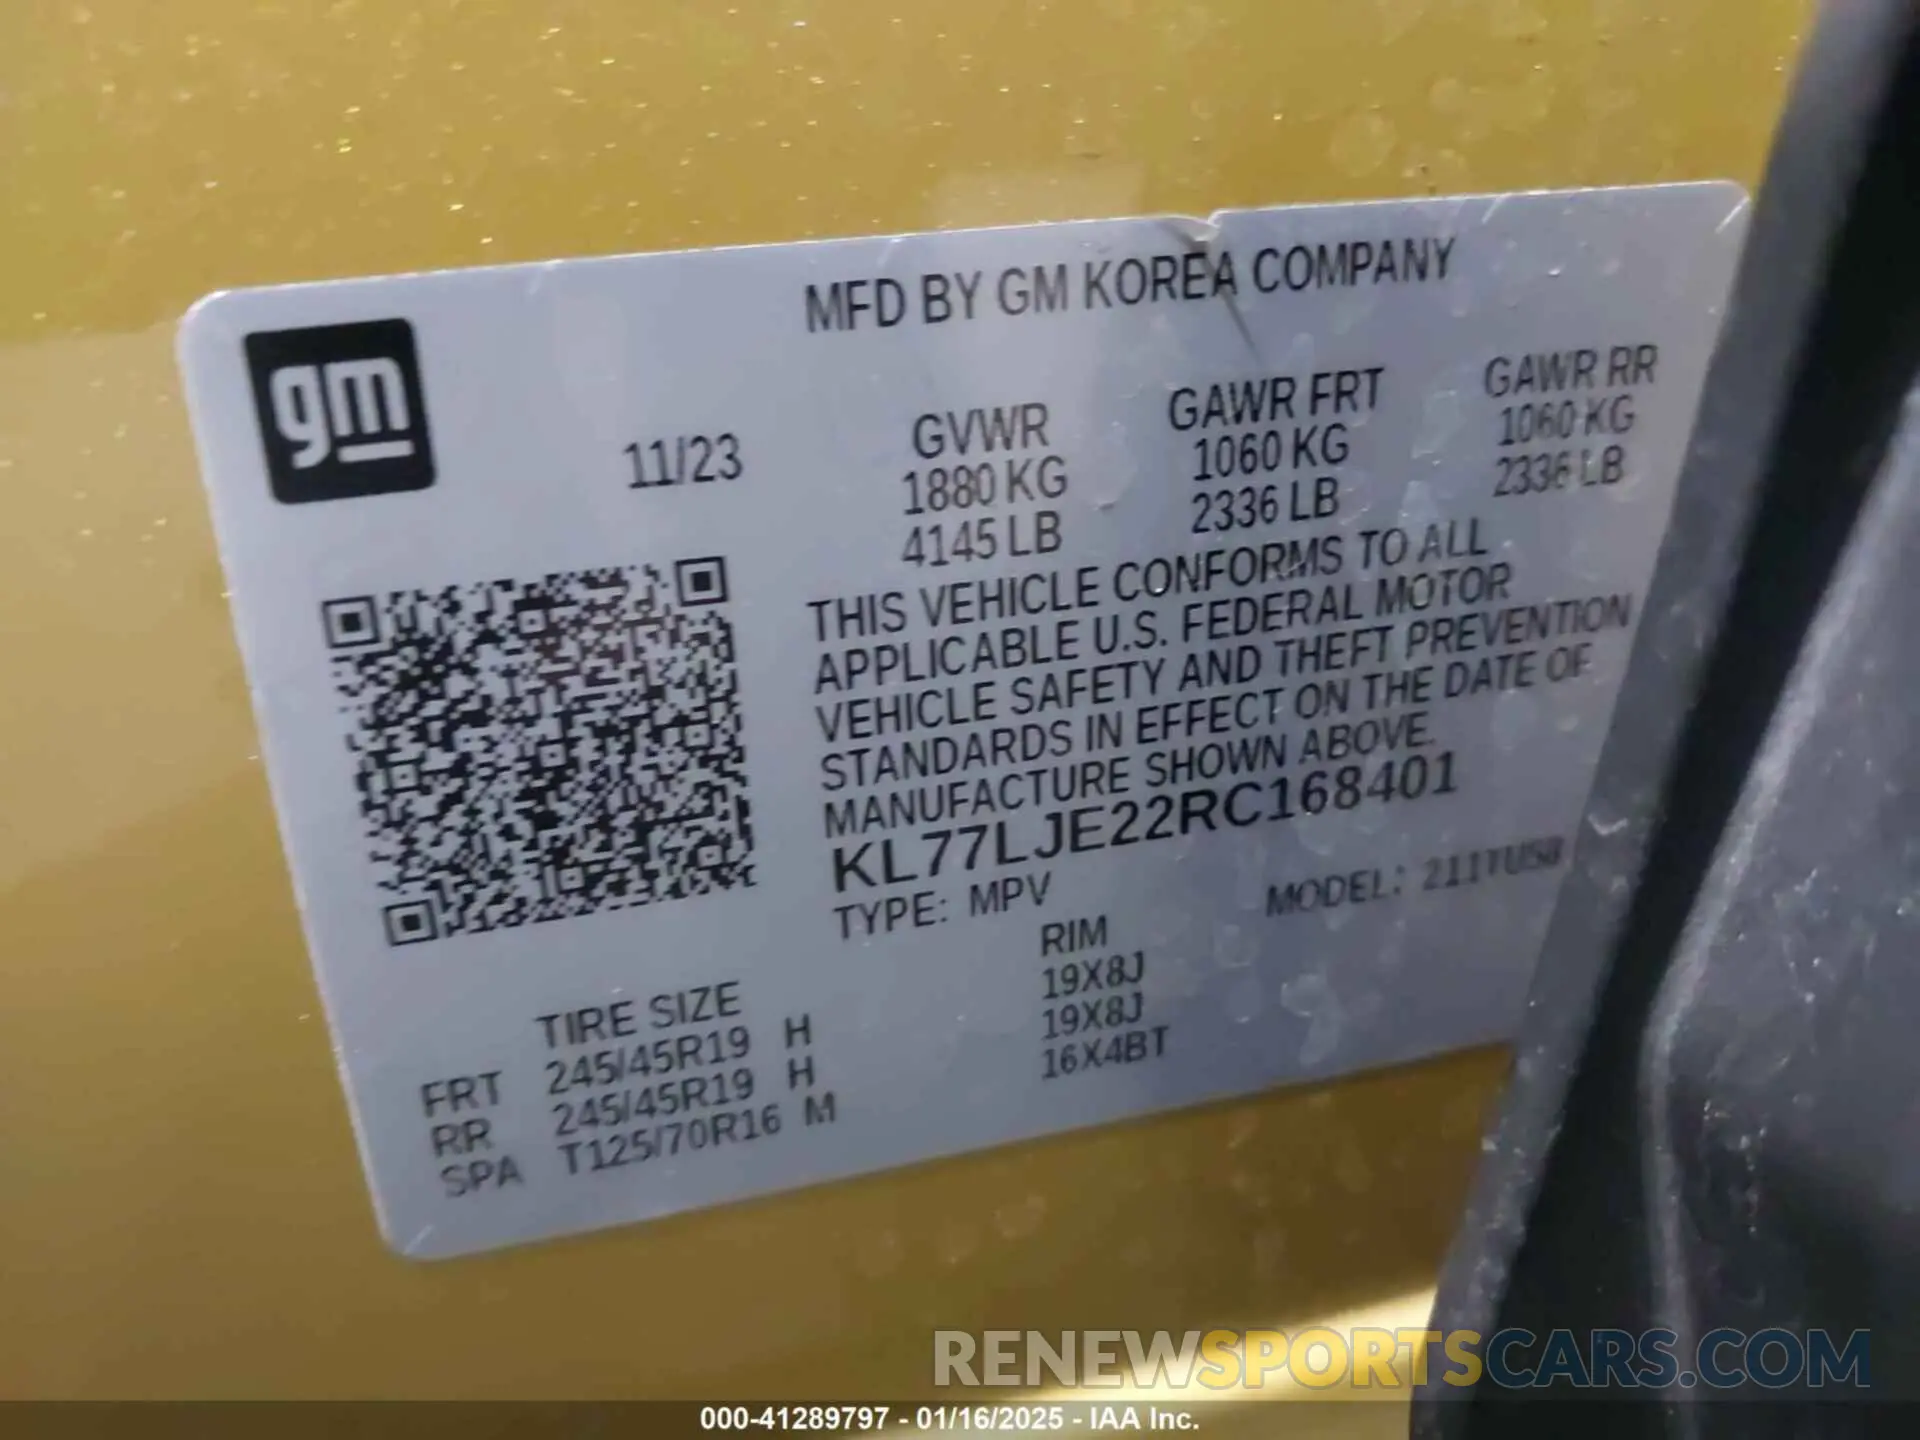 MFD BY GM KOREA COMPANY
gm
11/23
GVWR GAWR FRT GAWR RR
1880 KG 1060 KG 1060 KG
4145 LB 2336 LB 2336 LB
THIS VEHICLE CONFORMS TO ALL
APPLICABLE U.S. FEDERAL MOTOR
VEHICLE SAFETY AND THEFT PREVENTION
STANDARDS IN EFFECT ON THE DATE OF
MANUFACTURE SHOWN ABOVE.
KL77LJE22RC168401
TYPE: MPV MODEL:
TIRE SIZE RIM
FRT 245/45R19 H 19X8J
RR 245/45R19 H 19X8J
SPA T125/70R16 M 16X4BT
RENEWSPORTSCARS.COM
000-41289797 - 01/16/2025 - IAA Inc.